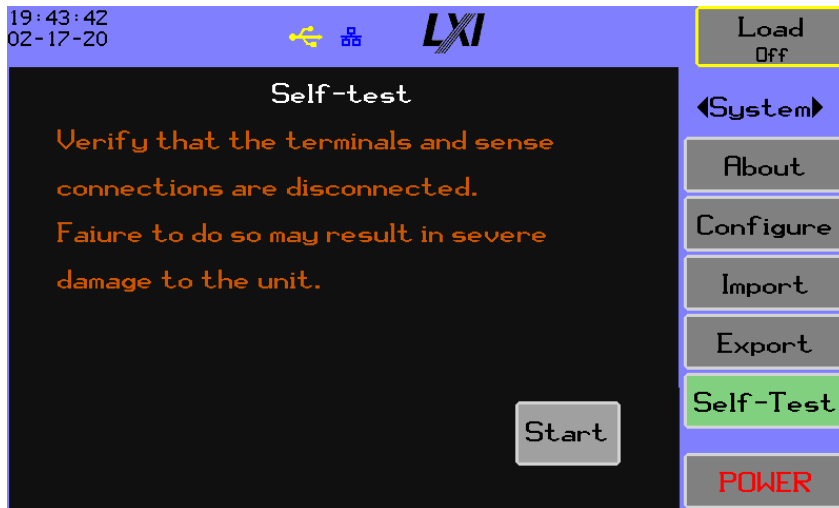 19:43:42
02-17-20
LXI
Load
Off
Self-test
Verify that the terminals and sense
connections are disconnected.
Faiure to do so may result in severe
damage to the unit.
Start
◀System▶
About
Configure
Import
Export
Self-Test
POWER